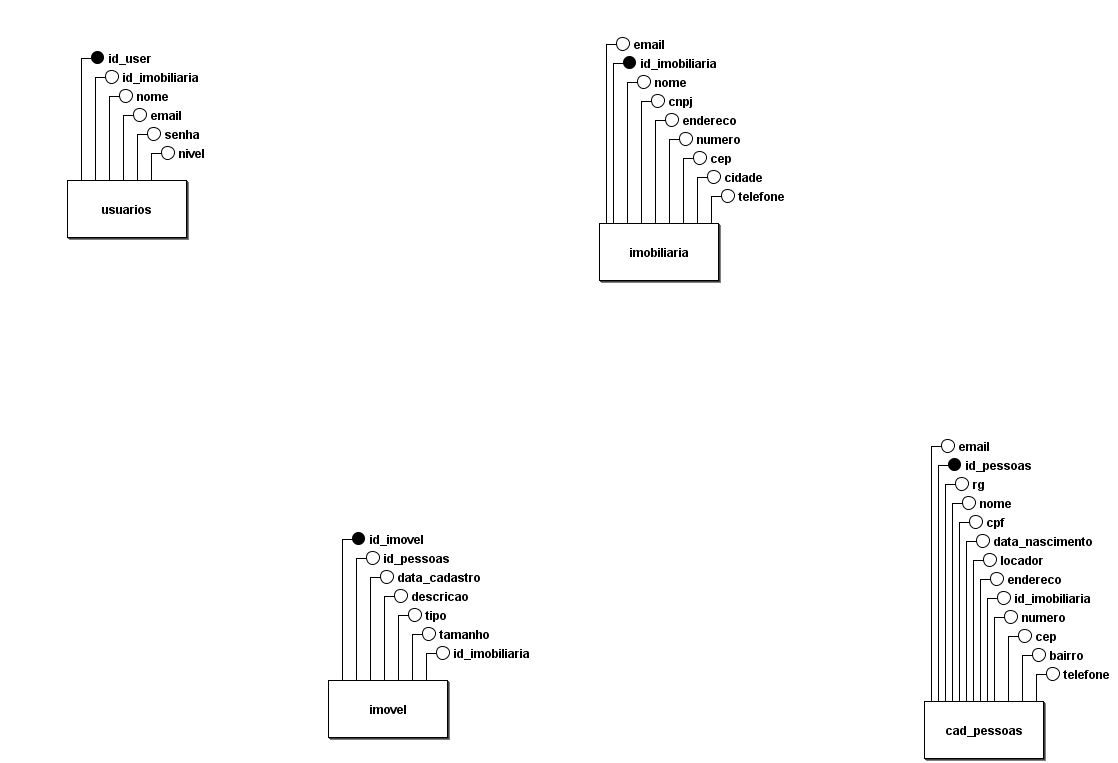 id_user
id_imobiliaria
nome
email
senha
nivel
usuarios
email
id_imobiliaria
nome
cnpj
endereco
numero
cep
cidade
telefone
imobiliaria
id_imovel
id_pessoas
data_cadastro
descricao
tipo
tamanho
id_imobiliaria
imovel
email
id_pessoas
rg
nome
cpf
data_nascimento
locador
endereco
id_imobiliaria
numero
cep
bairro
telefone
cad_pessoas